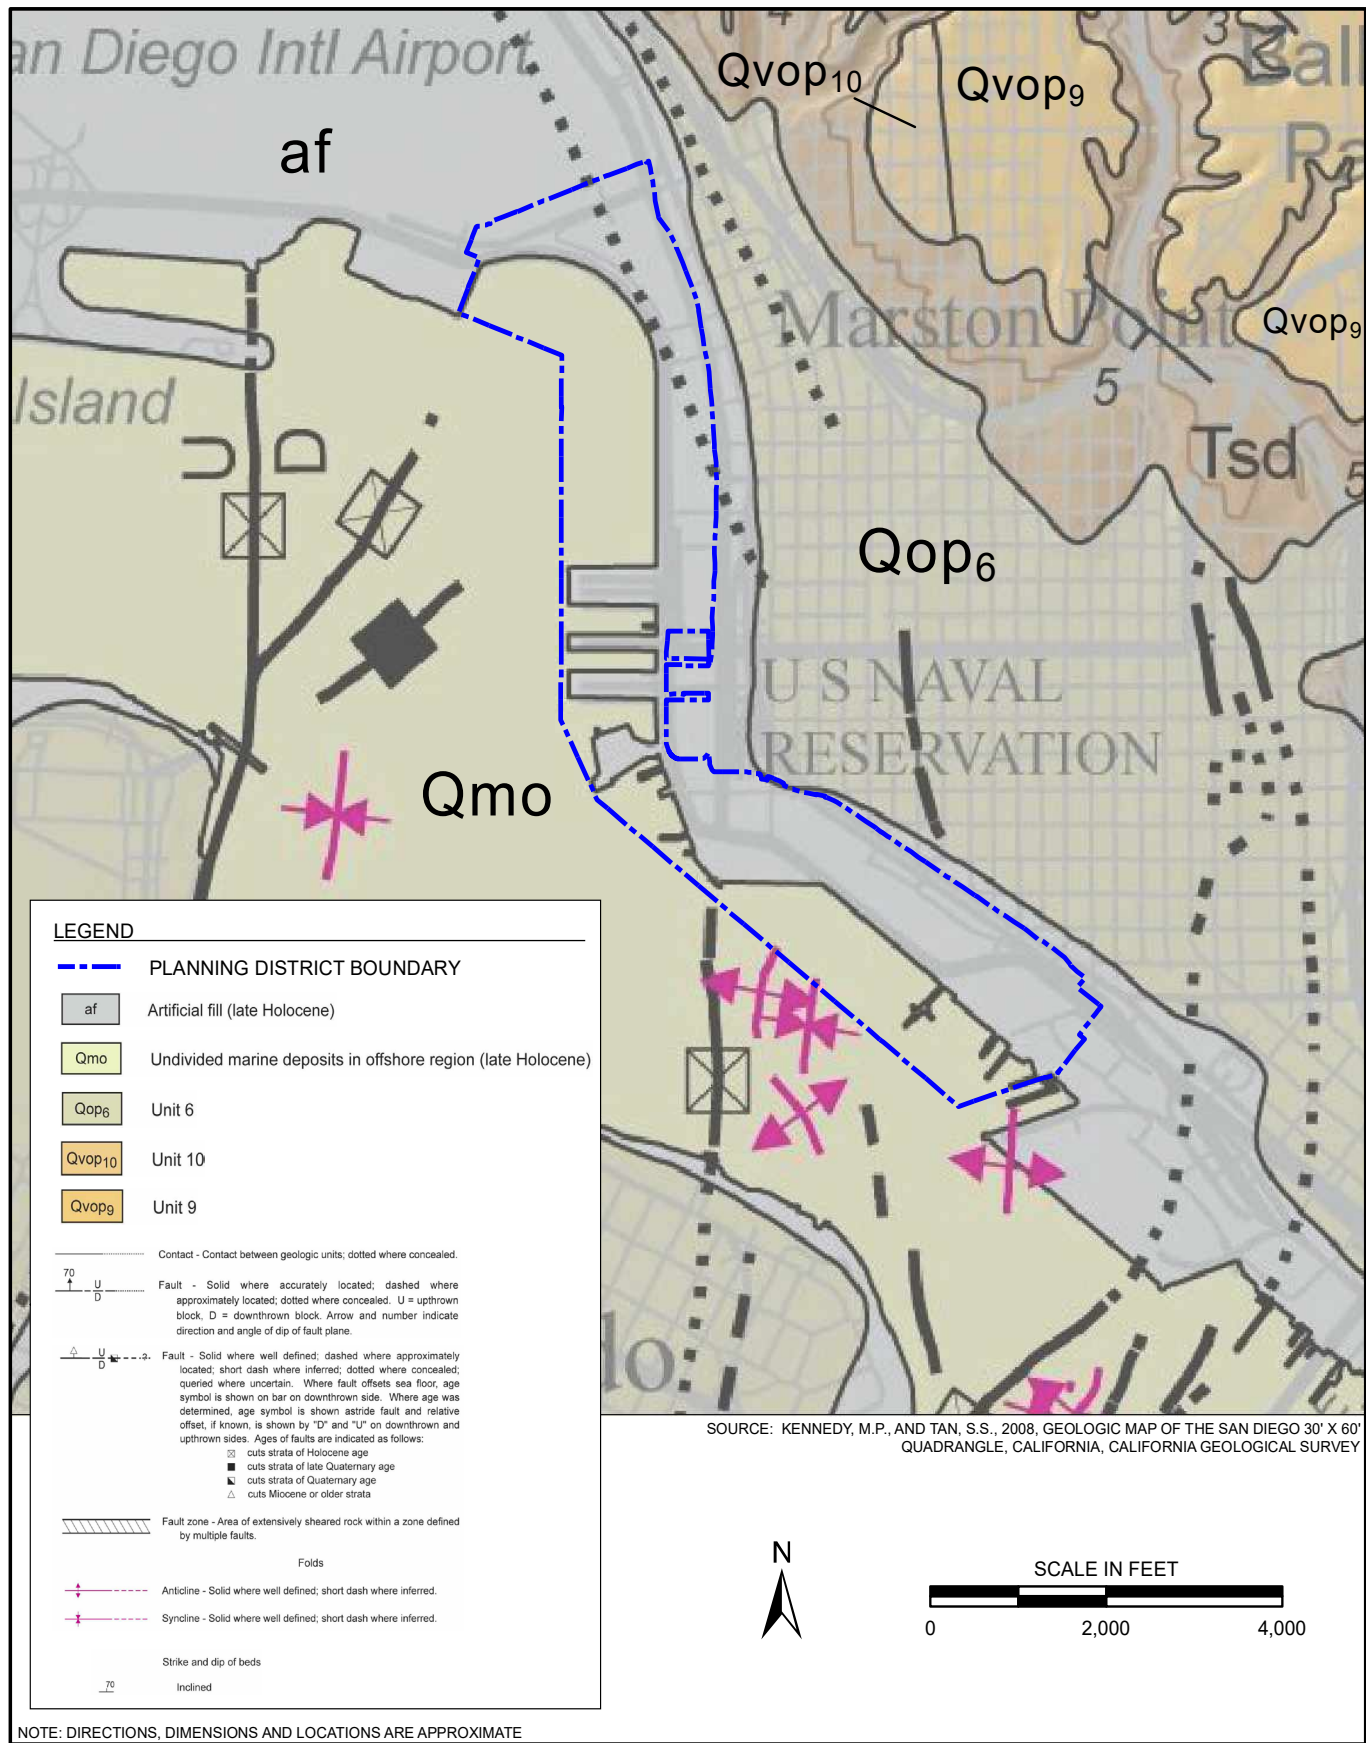 an Diego Intl Airport
af
Qvop10
Qvop9
4
3
Bal
Pa
Marston Point
Qvop9
5
Island
U
D
Tsd
5
Qop6
U S NAVAL
RESERVATION
Qmo
do
LEGEND
PLANNING DISTRICT BOUNDARY
af Artificial fill (late Holocene)
Qmo Undivided marine deposits in offshore region (late Holocene)
Qop6 Unit 6
Qvop10 Unit 10
Qvop9 Unit 9
Contact - Contact between geologic units; dotted where concealed.
70
U
D
Fault - Solid where accurately located; dashed where
approximately located; dotted where concealed. U = upthrown
block, D = downthrown block. Arrow and number indicate
direction and angle of dip of fault plane.
U
D
?
Fault - Solid where well defined; dashed where approximately
located; short dash where inferred; dotted where concealed;
queried where uncertain. Where fault offsets sea floor, age
symbol is shown on bar on downthrown side. Where age was
determined, age symbol is shown astride fault and relative
offset, if known, is shown by "D" and "U" on downthrown and
upthrown sides. Ages of faults are indicated as follows:
cuts strata of Holocene age
cuts strata of late Quaternary age
cuts strata of Quaternary age
cuts Miocene or older strata
Fault zone - Area of extensively sheared rock within a zone defined
by multiple faults.
Folds
Anticline - Solid where well defined; short dash where inferred.
Syncline - Solid where well defined; short dash where inferred.
Strike and dip of beds
70
Inclined
SOURCE: KENNEDY, M.P., AND TAN, S.S., 2008, GEOLOGIC MAP OF THE SAN DIEGO 30' X 60'
QUADRANGLE, CALIFORNIA, CALIFORNIA GEOLOGICAL SURVEY
N
SCALE IN FEET
0 2,000 4,000
NOTE: DIRECTIONS, DIMENSIONS AND LOCATIONS ARE APPROXIMATE